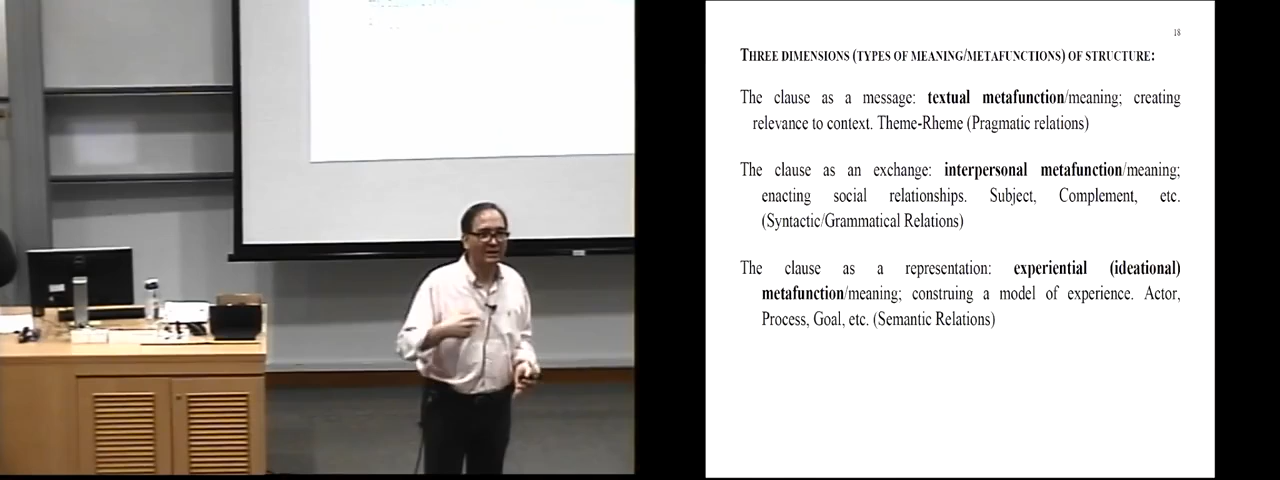 18
THREE DIMENSIONS (TYPES OF MEANING/METAFUNCTIONS) OF STRUCTURE:
The clause as a message: textual metafunction/meaning; creating
relevance to context. Theme-Rheme (Pragmatic relations)
The clause as an exchange: interpersonal metafunction/meaning;
enacting social relationships. Subject, Complement, etc.
(Syntactic/Grammatical Relations)
The clause as a representation: experiential (ideational)
metafunction/meaning; construing a model of experience. Actor,
Process, Goal, etc. (Semantic Relations)